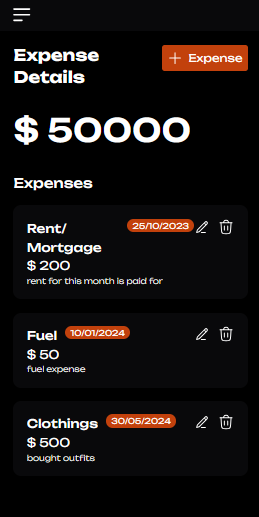 Expense
Details
+ Expense
$ 50000
Expenses
Rent/
Mortgage
25/10/2023
$ 200
rent for this month is paid for
Fuel 10/01/2024
$ 50
fuel expense
Clothings 30/05/2024
$ 500
bought outfits